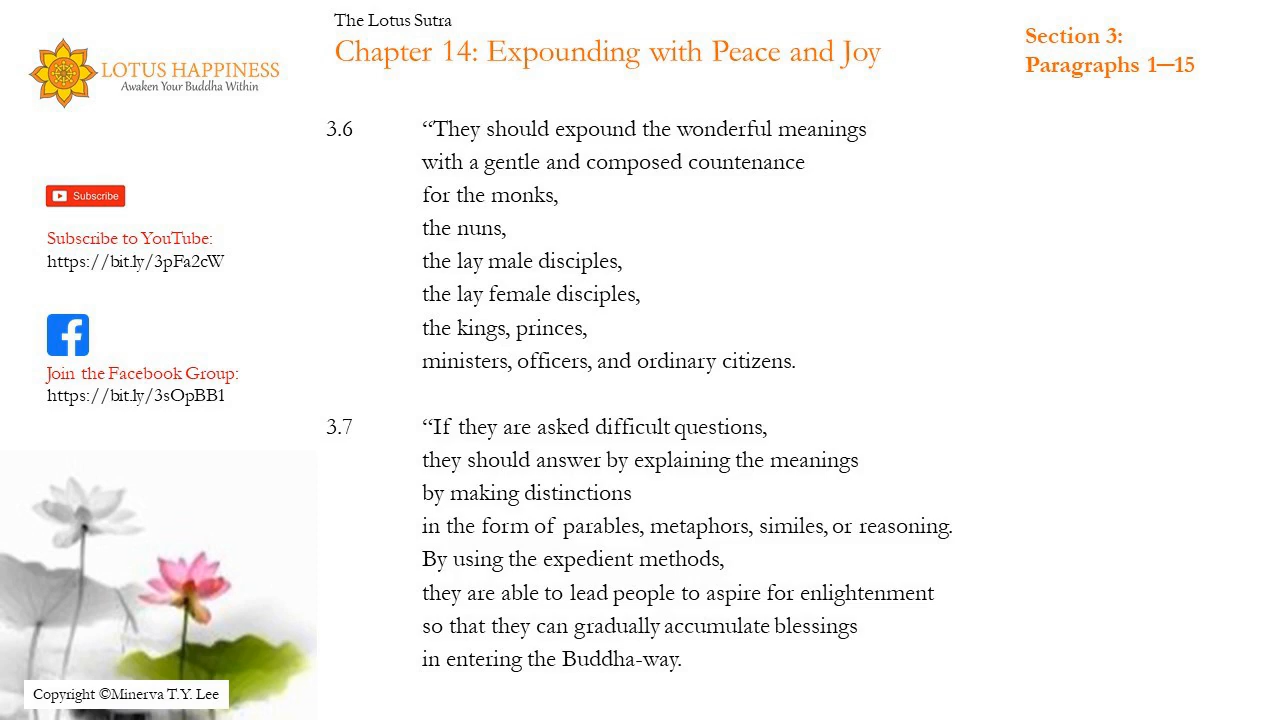 The Lotus Sutra
Chapter 14: Expounding with Peace and Joy
Section 3:
Paragraphs 1—15
LOTUS HAPPINESS
Awaken Your Buddha Within
Subscribe
Subscribe to YouTube:
https://bit.ly/3pFa2cW
Join the Facebook Group:
https://bit.ly/3sOpBB1
3.6 “They should expound the wonderful meanings
with a gentle and composed countenance
for the monks,
the nuns,
the lay male disciples,
the lay female disciples,
the kings, princes,
ministers, officers, and ordinary citizens.
3.7 “If they are asked difficult questions,
they should answer by explaining the meanings
by making distinctions
in the form of parables, metaphors, similes, or reasoning.
By using the expedient methods,
they are able to lead people to aspire for enlightenment
so that they can gradually accumulate blessings
in entering the Buddha-way.
Copyright ©Minerva T.Y. Lee